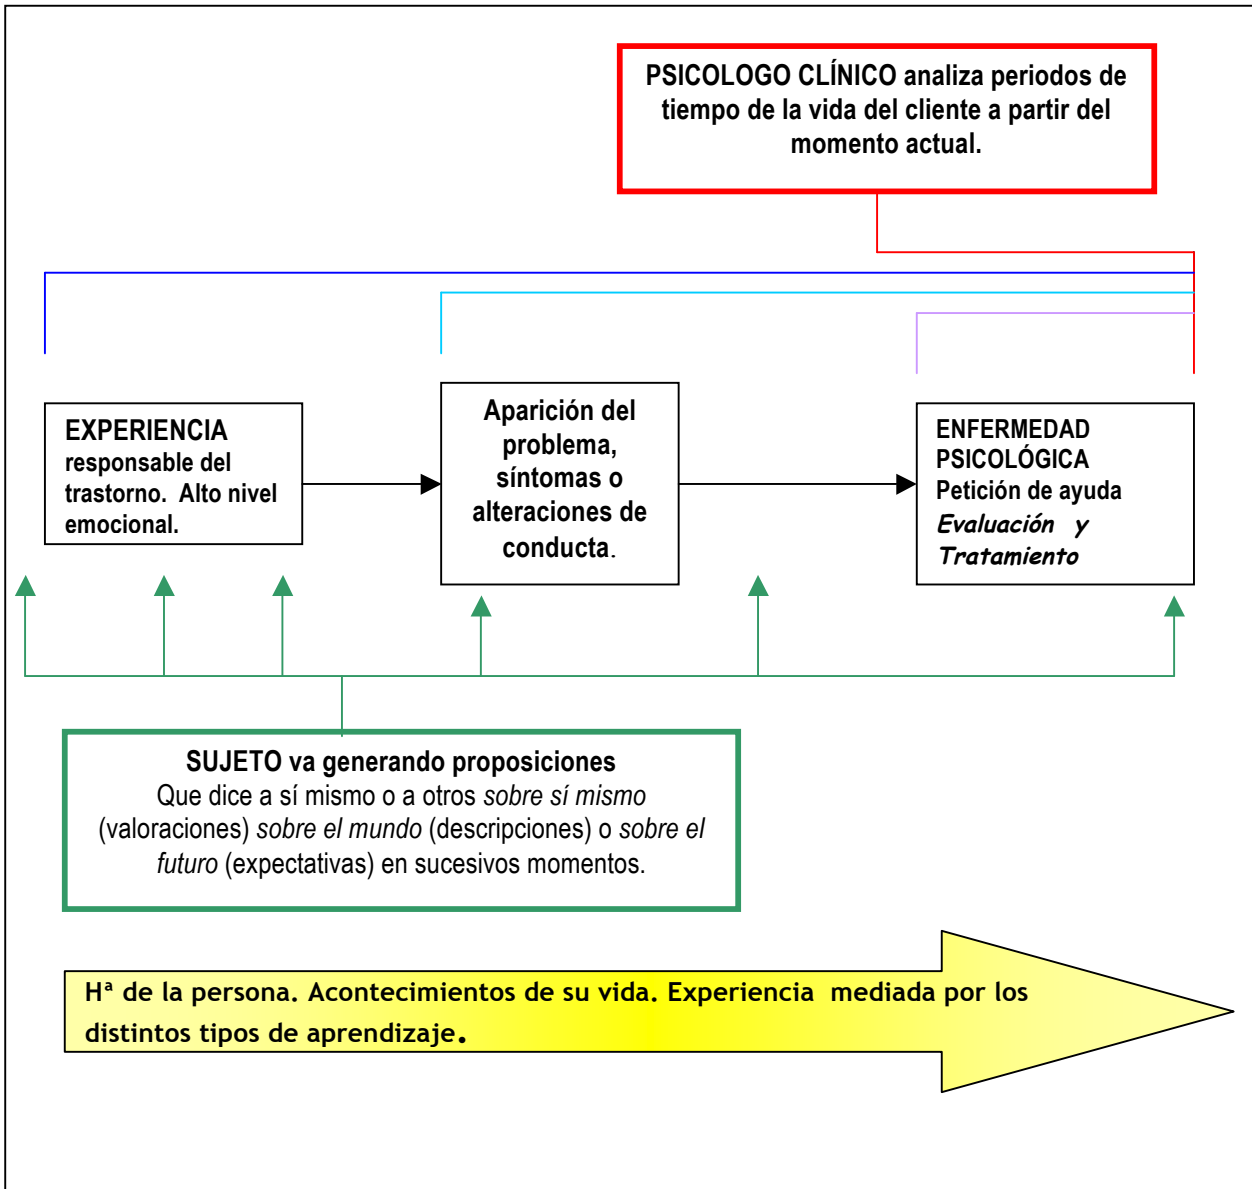 PSICOLOGO CLÍNICO analiza periodos de
tiempo de la vida del cliente a partir del
momento actual.
EXPERIENCIA
responsable del
trastorno. Alto nivel
emocional.
Aparición del
problema,
síntomas o
alteraciones de
conducta.
ENFERMEDAD
PSICOLÓGICA
Petición de ayuda
Evaluación y
Tratamiento
SUJETO va generando proposiciones
Que dice a sí mismo o a otros sobre sí mismo
(valoraciones) sobre el mundo (descripciones) o sobre el
futuro (expectativas) en sucesivos momentos.
Hª de la persona. Acontecimientos de su vida. Experiencia mediada por los
distintos tipos de aprendizaje.